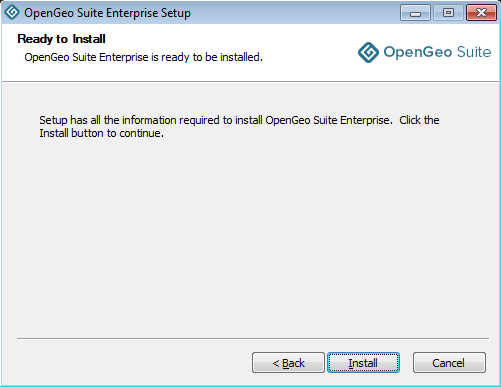 OpenGeo Suite Enterprise Setup
Ready to Install
OpenGeo Suite Enterprise is ready to be installed.
OpenGeo Suite
Setup has all the information required to install OpenGeo Suite Enterprise. Click the
Install button to continue.
< Back
Install
Cancel